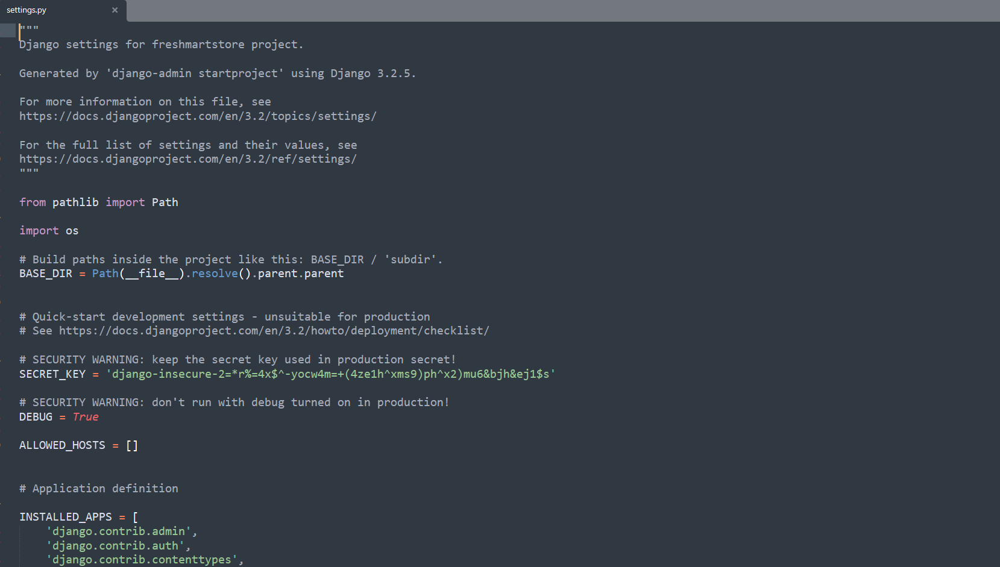 settings.py ×
"""
Django settings for freshmartstore project.
Generated by 'django-admin startproject' using Django 3.2.5.
For more information on this file, see
https://docs.djangoproject.com/en/3.2/topics/settings/
For the full list of settings and their values, see
https://docs.djangoproject.com/en/3.2/ref/settings/
"""
from pathlib import Path
import os
# Build paths inside the project like this: BASE_DIR / 'subdir'.
BASE_DIR = Path(__file__).resolve().parent.parent
# Quick-start development settings - unsuitable for production
# See https://docs.djangoproject.com/en/3.2/howto/deployment/checklist/
# SECURITY WARNING: keep the secret key used in production secret!
SECRET_KEY = 'django-insecure-2=*r%=4x$^-yocw4m=+(4ze1h^xms9)ph^x2)mu6&bjh&ej1$s'
# SECURITY WARNING: don't run with debug turned on in production!
DEBUG = True
ALLOWED_HOSTS = []
# Application definition
INSTALLED_APPS = [
    'django.contrib.admin',
    'django.contrib.auth',
    'django.contrib.contenttypes',